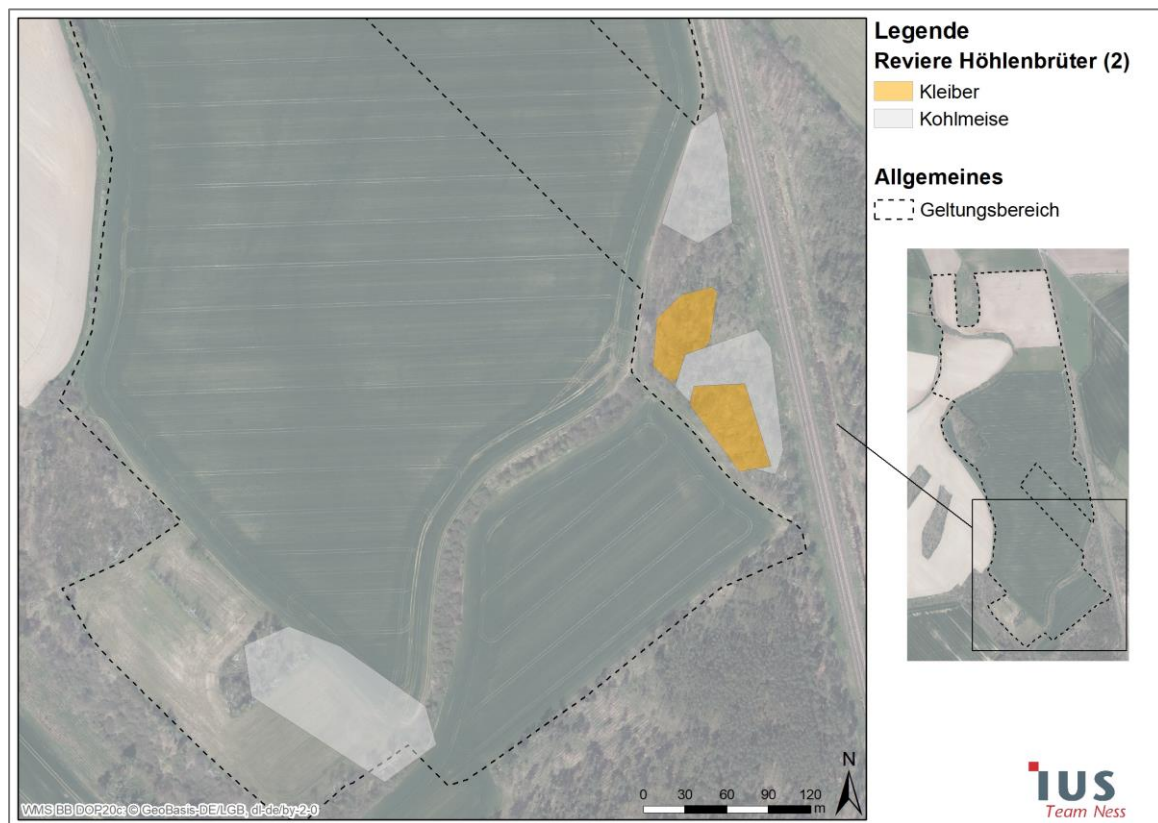 Legende
Reviere Höhlenbrüter (2)
Kleiber
Kohlmeise
Allgemeines
Geltungsbereich
N
0 30 60 90 120
m
WMS BB DOP20c: © GeoBasis-DE/LGB, dl-de/by-2-0
IUS
Team Ness